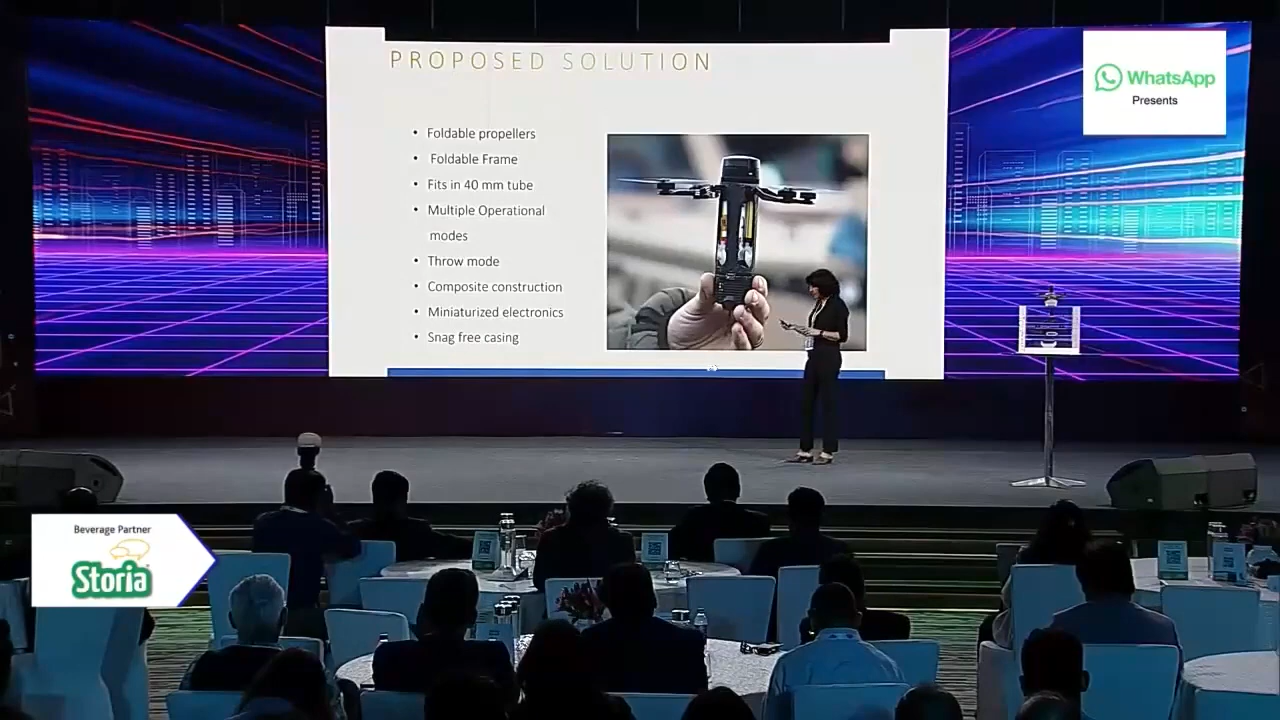 PROPOSED SOLUTION
• Foldable propellers
• Foldable Frame
• Fits in 40 mm tube
• Multiple Operational
modes
• Throw mode
• Composite construction
• Miniaturized electronics
• Snag free casing
WhatsApp
Presents
Beverage Partner
Storia